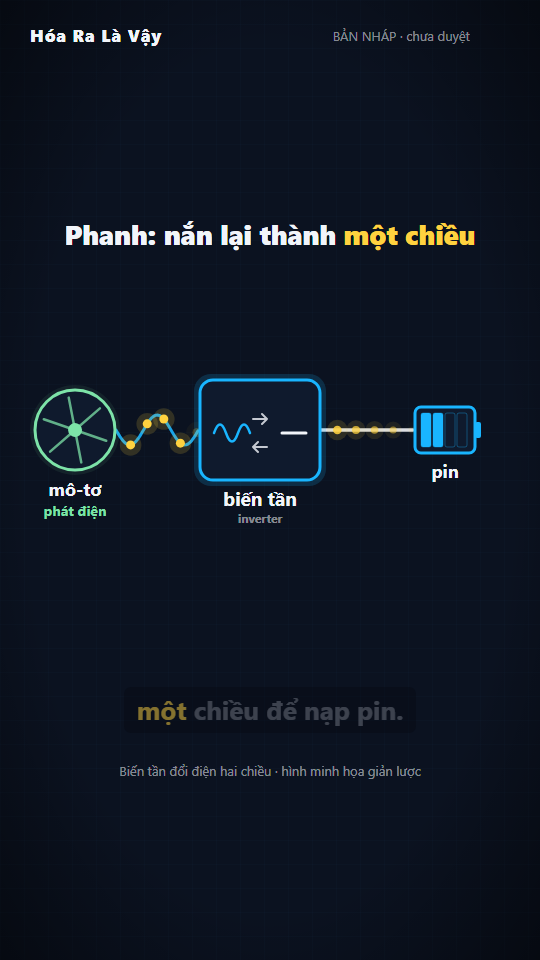 Hóa Ra Là Vậy
BẢN NHÁP · chưa duyệt
Phanh: nắn lại thành một chiều
mô-tơ
phát điện
biến tần
inverter
pin
một chiều để nạp pin.
Biến tần đổi điện hai chiều · hình minh họa giản lược